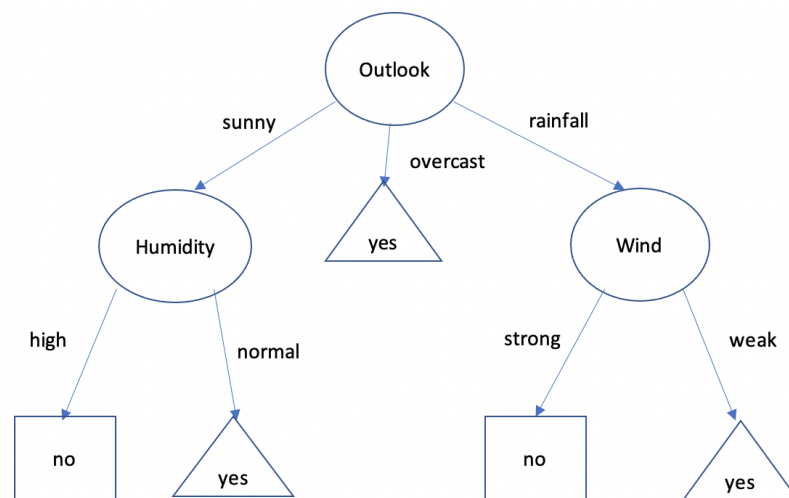 Outlook
sunny
rainfall
overcast
yes
Humidity
Wind
high
normal
strong
weak
no
yes
no
yes